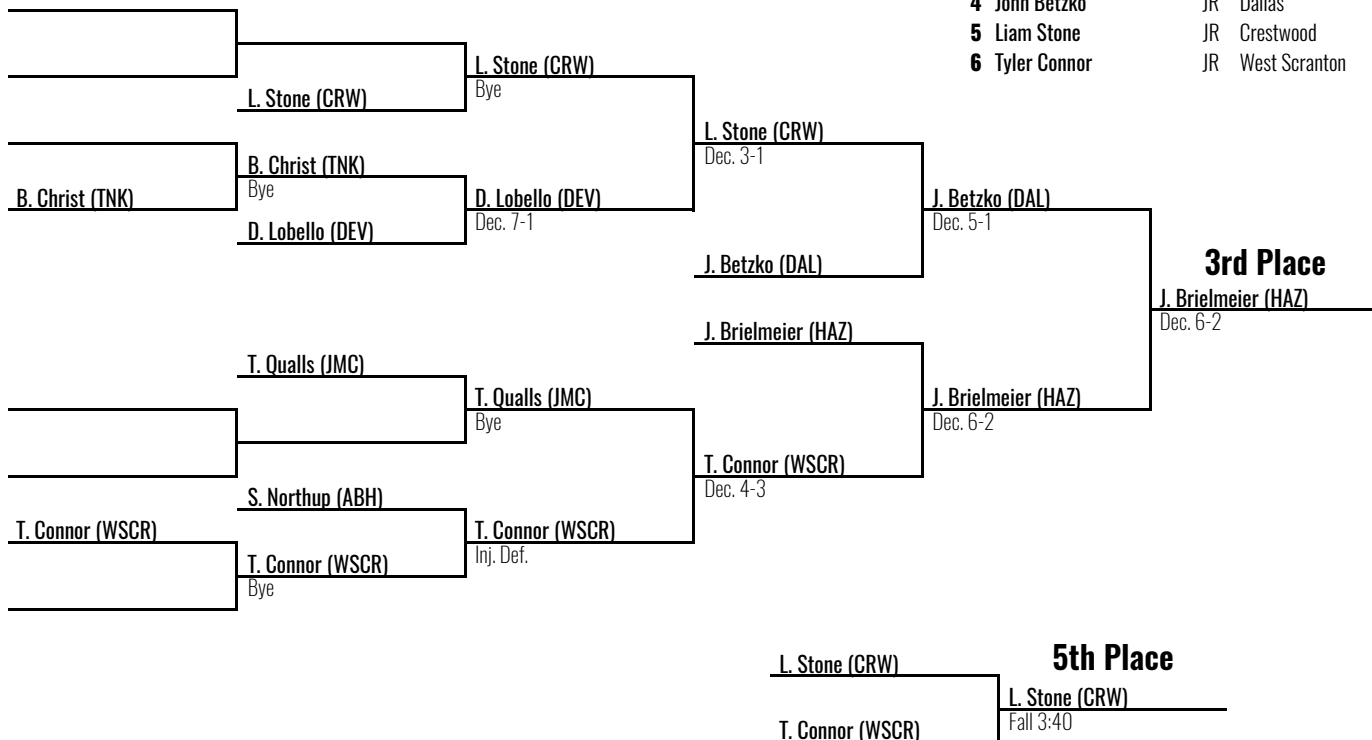 4 John Betzko JR Dallas
5 Liam Stone JR Crestwood
6 Tyler Connor JR West Scranton
L. Stone (CRW)
Bye
L. Stone (CRW)
L. Stone (CRW)
Dec. 3-1
B. Christ (TNK)
Bye
B. Christ (TNK)
D. Lobello (DEV)
Dec. 7-1
J. Betzko (DAL)
Dec. 5-1
D. Lobello (DEV)
J. Betzko (DAL)
3rd Place
J. Brielmeier (HAZ)
Dec. 6-2
J. Brielmeier (HAZ)
T. Qualls (JMC)
T. Qualls (JMC)
Bye
J. Brielmeier (HAZ)
Dec. 6-2
T. Connor (WSCR)
Dec. 4-3
S. Northup (ABH)
T. Connor (WSCR)
T. Connor (WSCR)
Inj. Def.
T. Connor (WSCR)
Bye
5th Place
L. Stone (CRW)
L. Stone (CRW)
Fall 3:40
T. Connor (WSCR)